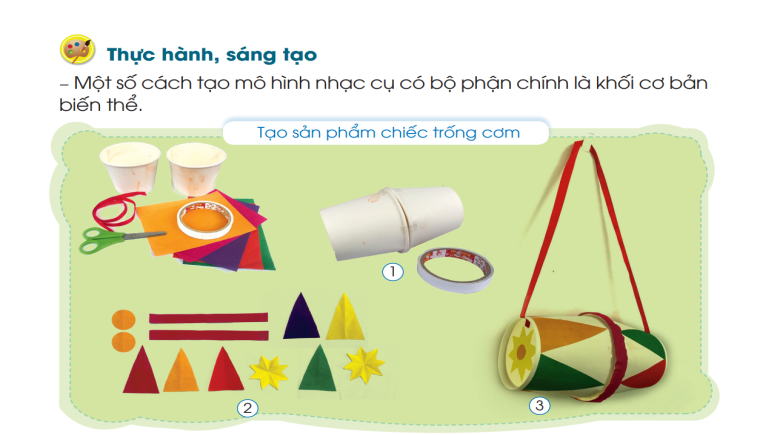 Thực hành, sáng tạo
– Một số cách tạo mô hình nhạc cụ có bộ phận chính là khối cơ bản
biến thể.
Tạo sản phẩm chiếc trống cơm
1
2
3